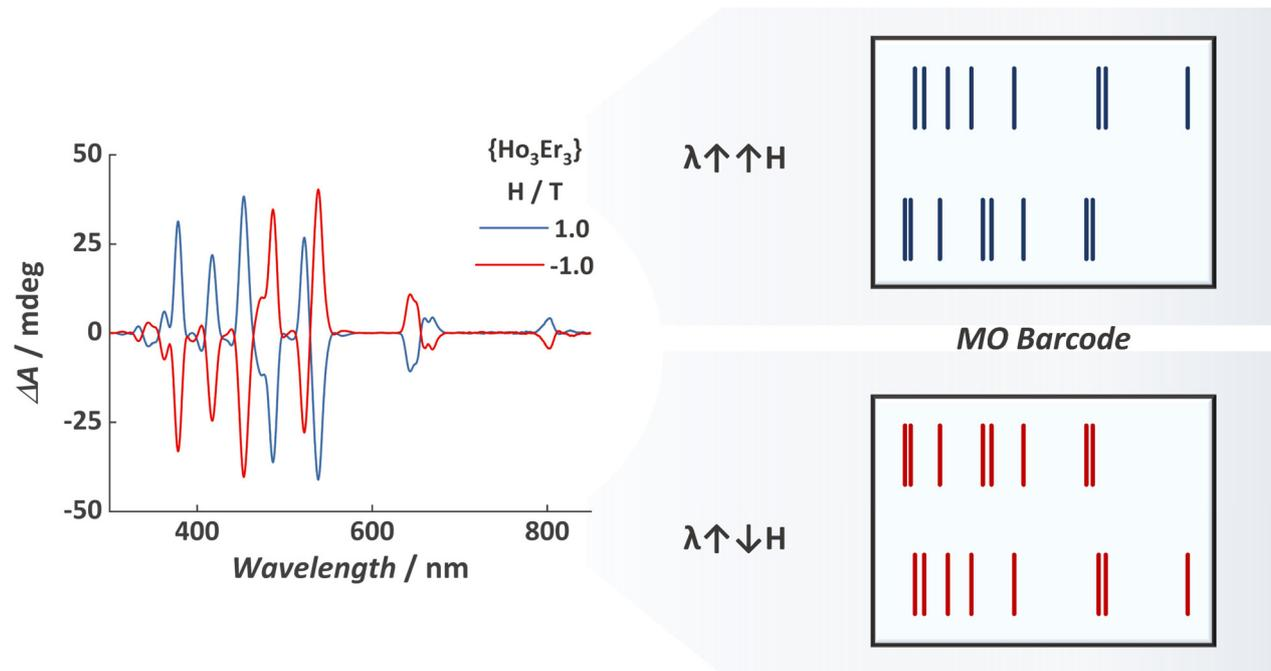 50
25
0
-25
-50
ΔA / mdeg
400
600
800
Wavelength / nm
{Ho₃Er₃}
H / T
1.0
-1.0
λ↑↑H
MO Barcode
λ↑↓H